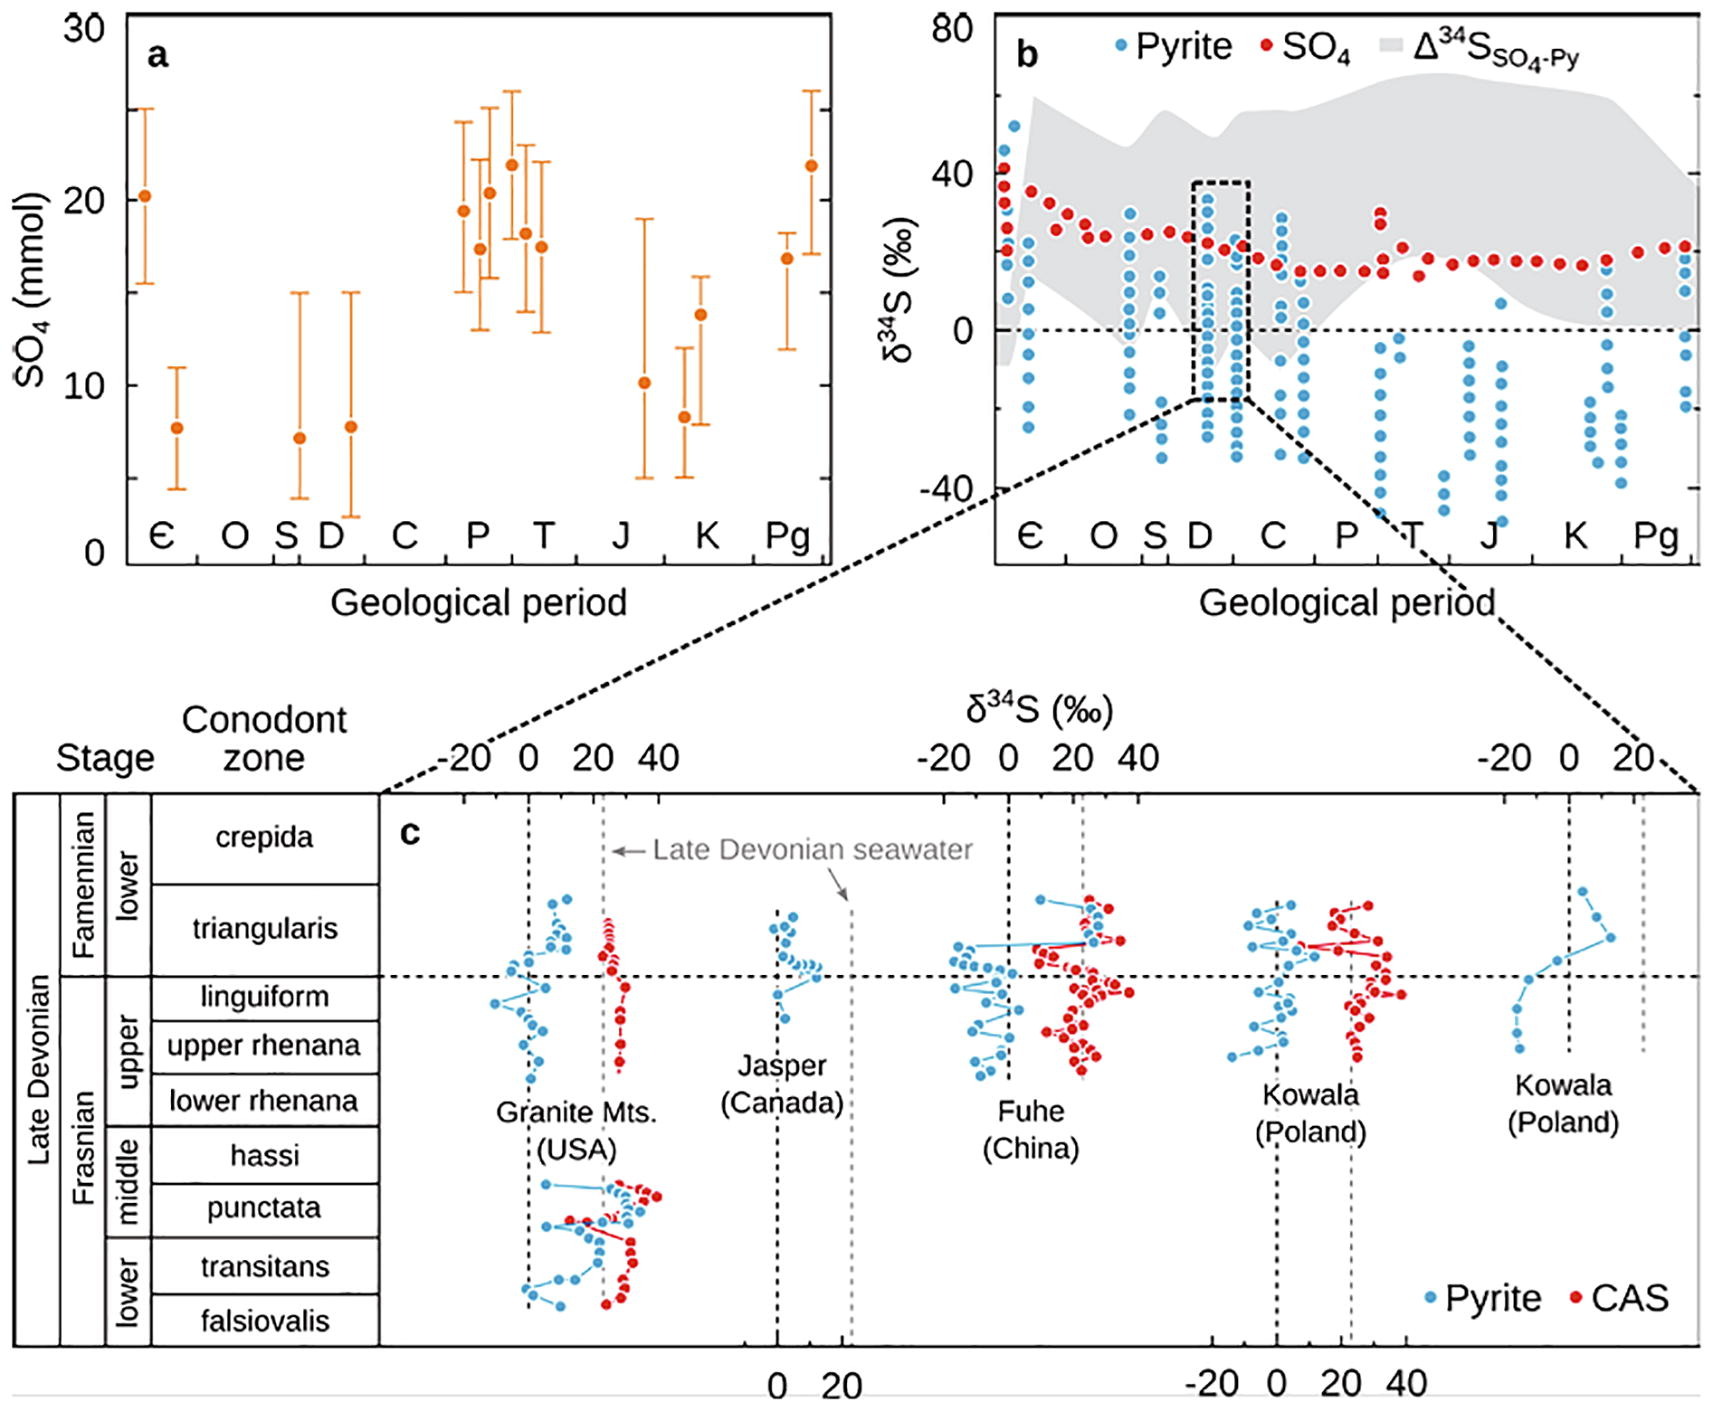 a
30
20
10
0
SO4 (mmol)
Є O S D C P T J K Pg
Geological period
b
Pyrite SO4 Δ34SSO4-Py
80
40
0
-40
δ34S (‰)
Є O S D C P T J K Pg
Geological period
δ34S (‰)
Stage
Conodont
zone
-20 0 20 40
-20 0 20 40
-20 0 20
c
Late Devonian
Famennian
Frasnian
lower
upper
middle
lower
crepida
triangularis
linguiform
upper rhenana
lower rhenana
hassi
punctata
transitans
falsiovalis
Late Devonian seawater
Granite Mts.
(USA)
Jasper
(Canada)
Fuhe
(China)
Kowala
(Poland)
Kowala
(Poland)
Pyrite CAS
0 20
-20 0 20 40